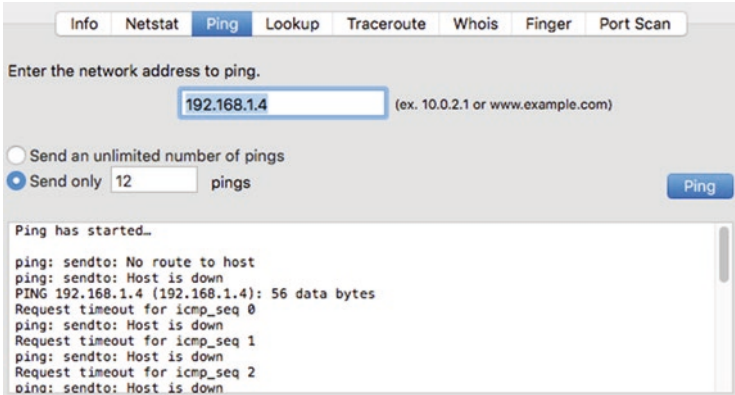 Info Netstat Ping Lookup Traceroute Whois Finger Port Scan
Enter the network address to ping.
192.168.1.4 (ex. 10.0.2.1 or www.example.com)
Send an unlimited number of pings
Send only 12 pings
Ping
Ping has started…
ping: sendto: No route to host
ping: sendto: Host is down
PING 192.168.1.4 (192.168.1.4): 56 data bytes
Request timeout for icmp_seq 0
ping: sendto: Host is down
Request timeout for icmp_seq 1
ping: sendto: Host is down
Request timeout for icmp_seq 2
ping: sendto: Host is down